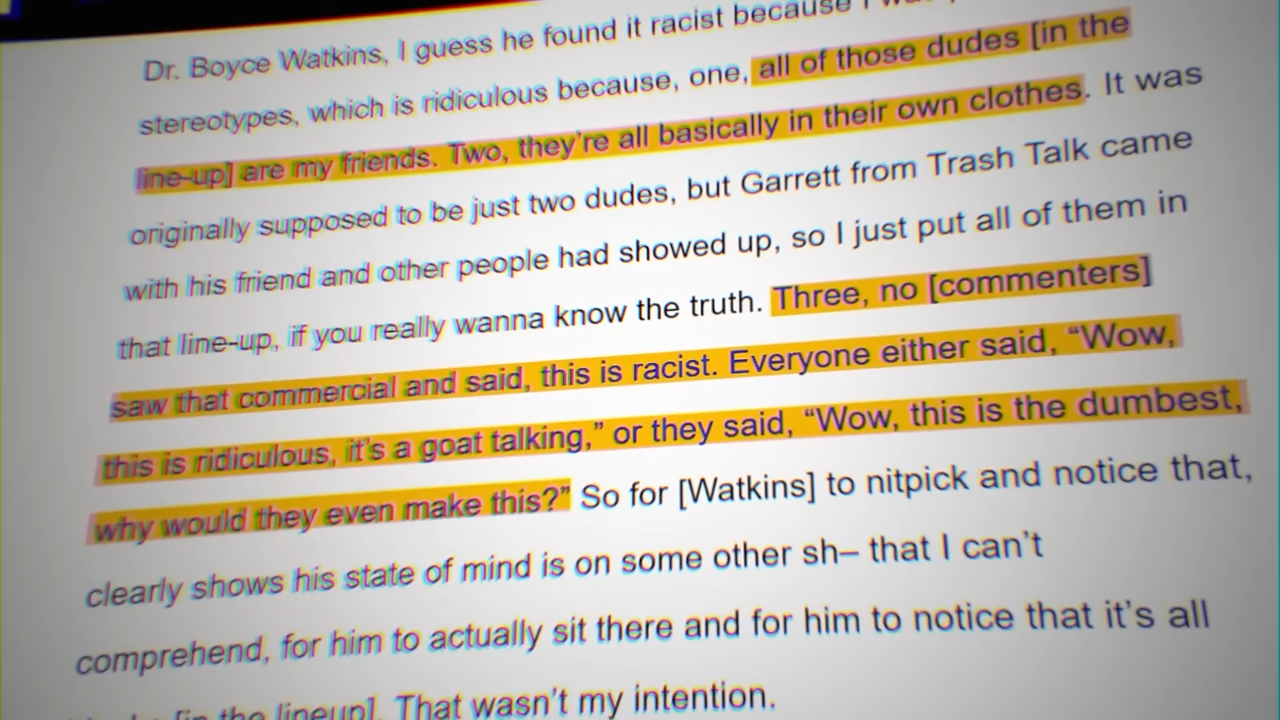 Dr. Boyce Watkins, I guess he found it racist because I
stereotypes, which is ridiculous because, one, all of those dudes [in the
line-up] are my friends. Two, they're all basically in their own clothes. It was
originally supposed to be just two dudes, but Garrett from Trash Talk came
with his friend and other people had showed up, so I just put all of them in
that line-up, if you really wanna know the truth. Three, no [commenters]
saw that commercial and said, this is racist. Everyone either said, “Wow,
this is ridiculous, it's a goat talking,” or they said, “Wow, this is the dumbest,
why would they even make this?” So for [Watkins] to nitpick and notice that,
clearly shows his state of mind is on some other sh– that I can't
comprehend, for him to actually sit there and for him to notice that it's all
[in the lineup]. That wasn't my intention.